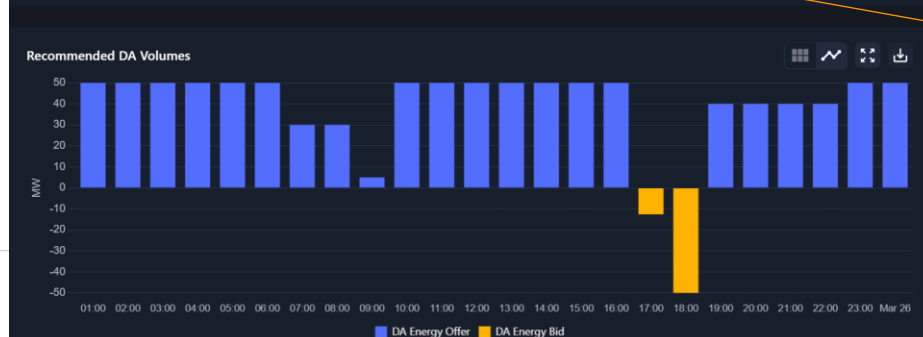 Recommended DA Volumes
50
40
30
20
10
0
-10
-20
-30
-40
-50
MW
01:00 02:00 03:00 04:00 05:00 06:00 07:00 08:00 09:00 10:00 11:00 12:00 13:00 14:00 15:00 16:00 17:00 18:00 19:00 20:00 21:00 22:00 23:00 Mar 26
DA Energy Offer DA Energy Bid